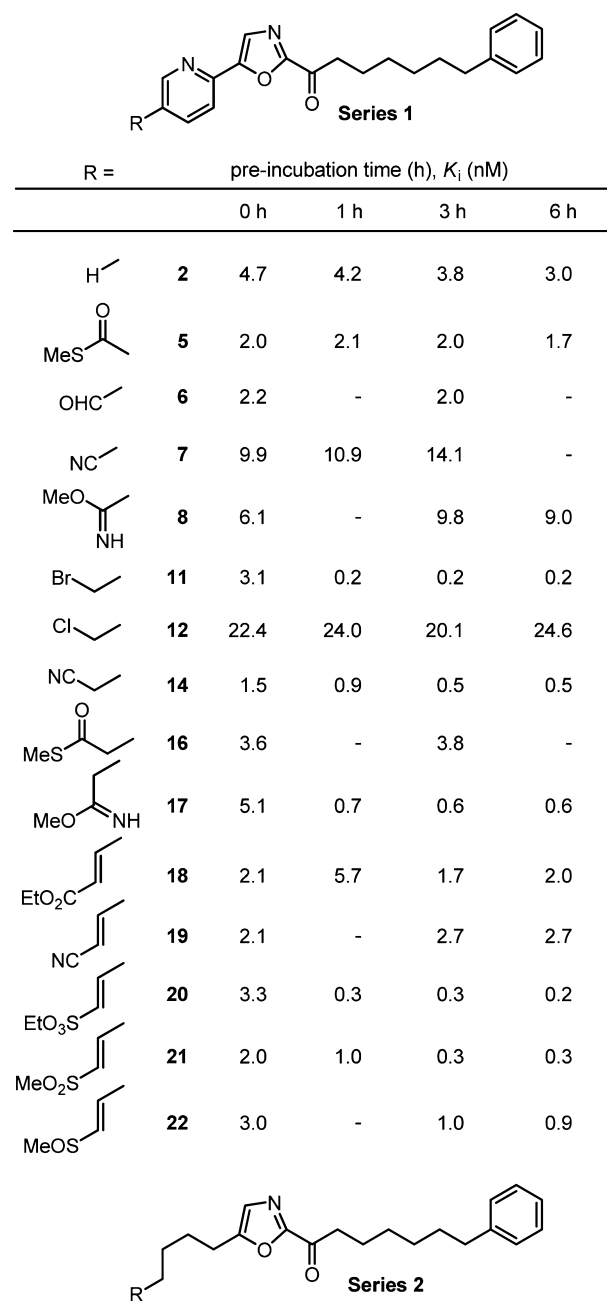 N
N
O
O
R
Series 1
R = pre-incubation time (h), Ki (nM)
0 h 1 h 3 h 6 h
H 2 4.7 4.2 3.8 3.0
O
MeS 5 2.0 2.1 2.0 1.7
OHC 6 2.2 - 2.0 -
NC 7 9.9 10.9 14.1 -
MeO
NH 8 6.1 - 9.8 9.0
Br 11 3.1 0.2 0.2 0.2
Cl 12 22.4 24.0 20.1 24.6
NC 14 1.5 0.9 0.5 0.5
O
MeS 16 3.6 - 3.8 -
MeO NH 17 5.1 0.7 0.6 0.6
EtO2C 18 2.1 5.7 1.7 2.0
NC 19 2.1 - 2.7 2.7
EtO3S 20 3.3 0.3 0.3 0.2
MeO2S 21 2.0 1.0 0.3 0.3
MeOS 22 3.0 - 1.0 0.9
N
O
O
R
Series 2